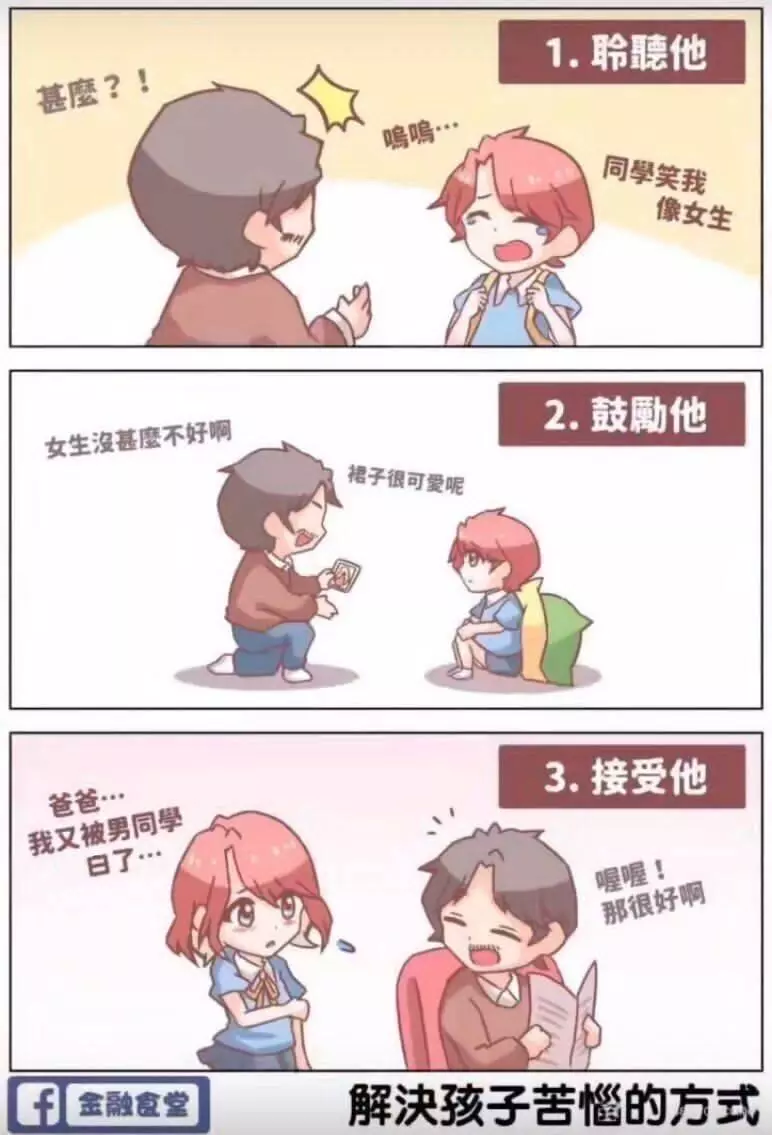 1. 聆聽他
甚麼？！
嗚嗚…
同學笑我
像女生
2. 鼓勵他
女生沒甚麼不好啊
裙子很可愛呢
3. 接受他
爸爸…
我又被男同學
日了…
喔喔！
那很好啊
f 金融食堂
解決孩子苦惱的方式